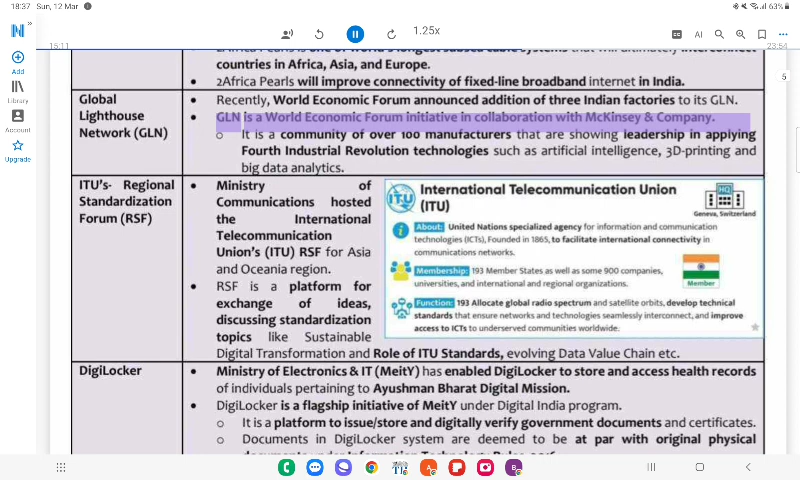 18:37 Sun, 12 Mar
63%
N
»
1.25x
AI
15:11
23:54
Add
Library
Account
Upgrade
5
countries in Africa, Asia, and Europe.
• 2Africa Pearls will improve connectivity of fixed-line broadband internet in India.
Global Lighthouse Network (GLN)
• Recently, World Economic Forum announced addition of three Indian factories to its GLN.
• GLN is a World Economic Forum initiative in collaboration with McKinsey & Company.
o It is a community of over 100 manufacturers that are showing leadership in applying
Fourth Industrial Revolution technologies such as artificial intelligence, 3D-printing and
big data analytics.
ITU's- Regional
Standardization
Forum (RSF)
• Ministry of
Communications hosted
the International
Telecommunication
Union's (ITU) RSF for Asia
and Oceania region.
• RSF is a platform for
exchange of ideas,
discussing standardization
topics like Sustainable
Digital Transformation and Role of ITU Standards, evolving Data Value Chain etc.
ITU
International Telecommunication Union
(ITU)
HQ
Geneva, Switzerland
About: United Nations specialized agency for information and communication
technologies (ICTs), Founded in 1865, to facilitate international connectivity in
communications networks.
Membership: 193 Member States as well as some 900 companies,
universities, and international and regional organizations.
Member
Function: 193 Allocate global radio spectrum and satellite orbits, develop technical
standards that ensure networks and technologies seamlessly interconnect, and improve
access to ICTs to underserved communities worldwide.
DigiLocker
• Ministry of Electronics & IT (MeitY) has enabled DigiLocker to store and access health records
of individuals pertaining to Ayushman Bharat Digital Mission.
• DigiLocker is a flagship initiative of MeitY under Digital India program.
o It is a platform to issue/store and digitally verify government documents and certificates.
o Documents in DigiLocker system are deemed to be at par with original physical